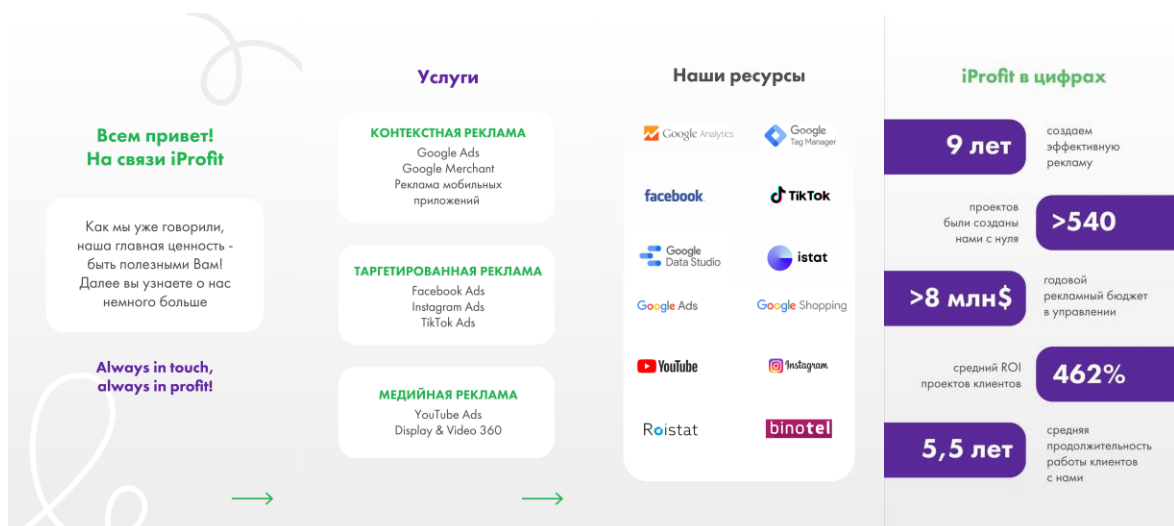 Всем привет!
На связи iProfit
Как мы уже говорили,
наша главная ценность -
быть полезными Вам!
Далее вы узнаете о нас
немного больше
Always in touch,
always in profit!
Услуги
КОНТЕКСТНАЯ РЕКЛАМА
Google Ads
Google Merchant
Реклама мобильных
приложений
ТАРГЕТИРОВАННАЯ РЕКЛАМА
Facebook Ads
Instagram Ads
TikTok Ads
МЕДИЙНАЯ РЕКЛАМА
YouTube Ads
Display & Video 360
Наши ресурсы
Google Analytics
Google
Tag Manager
facebook.
TikTok
Google
Data Studio
istat
Google Ads
Google Shopping
YouTube
Instagram
Roistat
binotel
iProfit в цифрах
9 лет
создаем
эффективную
рекламу
проектов
были созданы
нами с нуля
>540
>8 млн$
годовой
рекламный бюджет
в управлении
средний ROI
проектов клиентов
462%
5,5 лет
средняя
продолжительность
работы клиентов
с нами